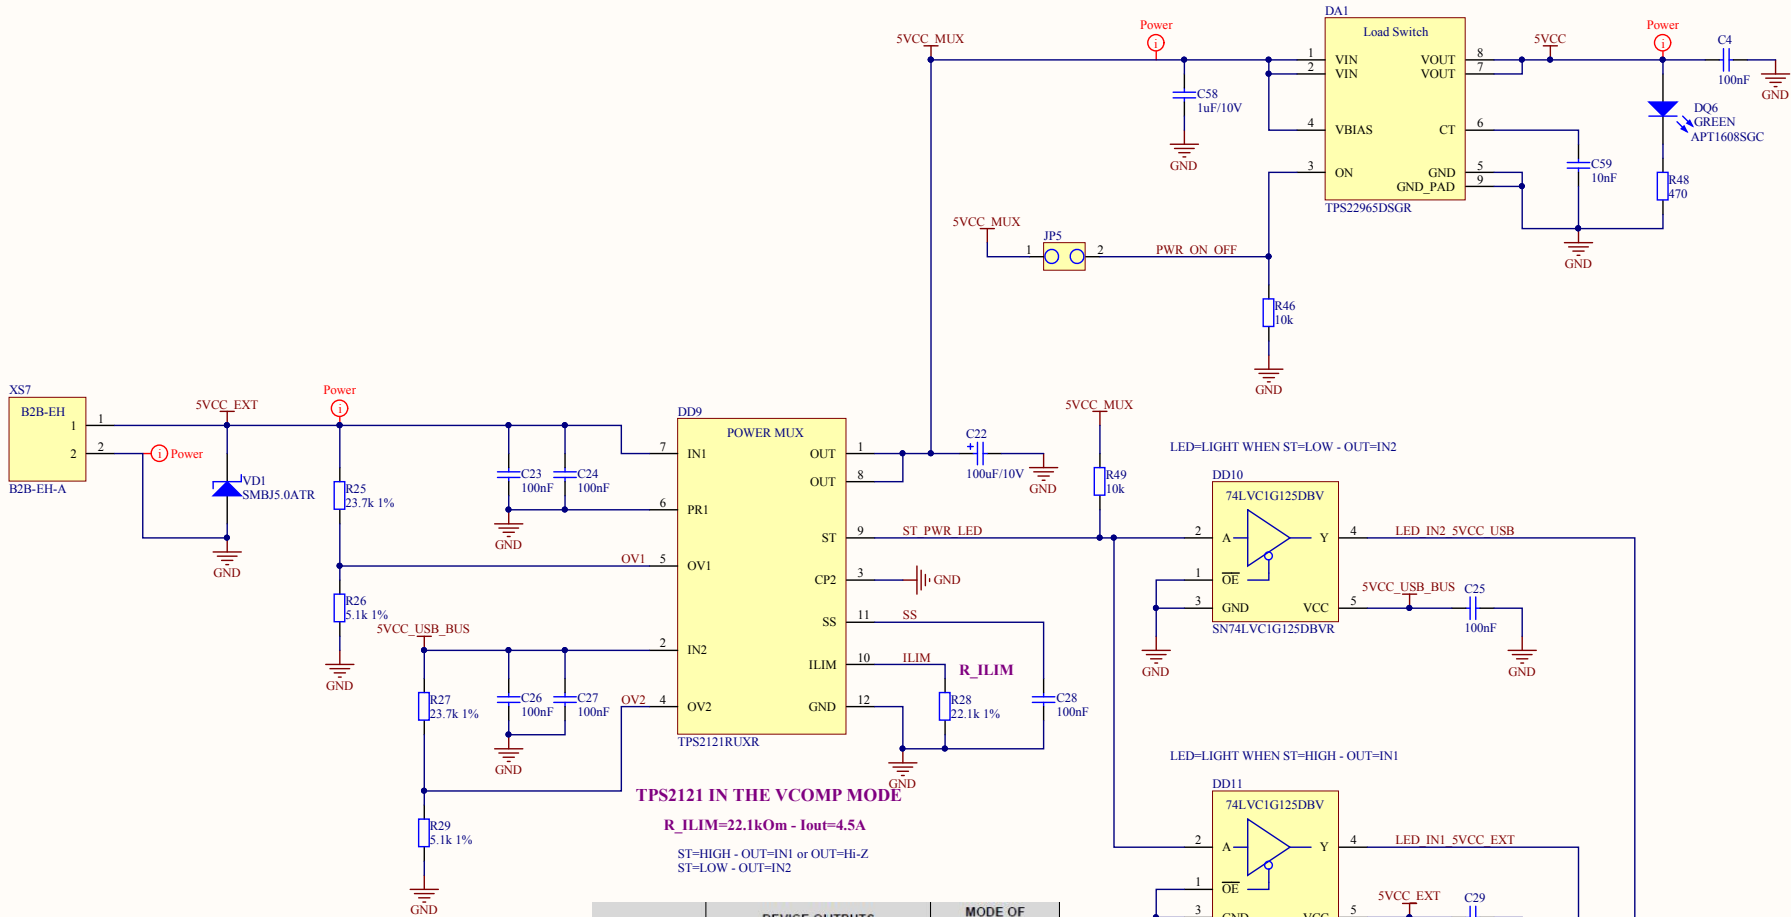 DA1
Load Switch
Power
5VCC_MUX
1 VIN
2 VIN
4 VBIAS
3 ON
VOUT 8
VOUT 7
CT 6
GND 5
GND_PAD 9
TPS22965DSGR
5VCC
Power
C4
100nF
GND
C58
1uF/10V
GND
DQ6
GREEN
APT1608SGC
C59
10nF
R48
470
GND
5VCC_MUX
JP5
1
2
PWR_ON_OFF
R46
10k
GND
XS7
B2B-EH
1 1
2 2
B2B-EH-A
Power
5VCC_EXT
Power
VD1
SMBJ5.0ATR
GND
R25
23.7k 1%
R26
5.1k 1%
GND
C23
100nF
C24
100nF
GND
OV1
5VCC_USB_BUS
R27
23.7k 1%
C26
100nF
C27
100nF
GND
OV2
R29
5.1k 1%
GND
DD9
POWER MUX
7 IN1
6 PR1
5 OV1
2 IN2
4 OV2
OUT 1
OUT 8
ST 9
CP2 3
SS 11
ILIM 10
GND 12
TPS2121RUXR
C22
+
100uF/10V
GND
ST_PWR_LED
GND
SS
ILIM
R_ILIM
R28
22.1k 1%
C28
100nF
GND
5VCC_MUX
R49
10k
TPS2121 IN THE VCOMP MODE
R_ILIM=22.1kOm - Iout=4.5A
ST=HIGH - OUT=IN1 or OUT=Hi-Z
ST=LOW - OUT=IN2
DEVICE OUTPUTS
MODE OF
LED=LIGHT WHEN ST=LOW - OUT=IN2
DD10
74LVC1G125DBV
2 A
Y 4
1 OE
3 GND
VCC 5
SN74LVC1G125DBVR
GND
LED_IN2_5VCC_USB
5VCC_USB_BUS
C25
100nF
GND
LED=LIGHT WHEN ST=HIGH - OUT=IN1
DD11
74LVC1G125DBV
2 A
Y 4
1 OE
3 GND
VCC 5
LED_IN1_5VCC_EXT
5VCC_EXT
C29